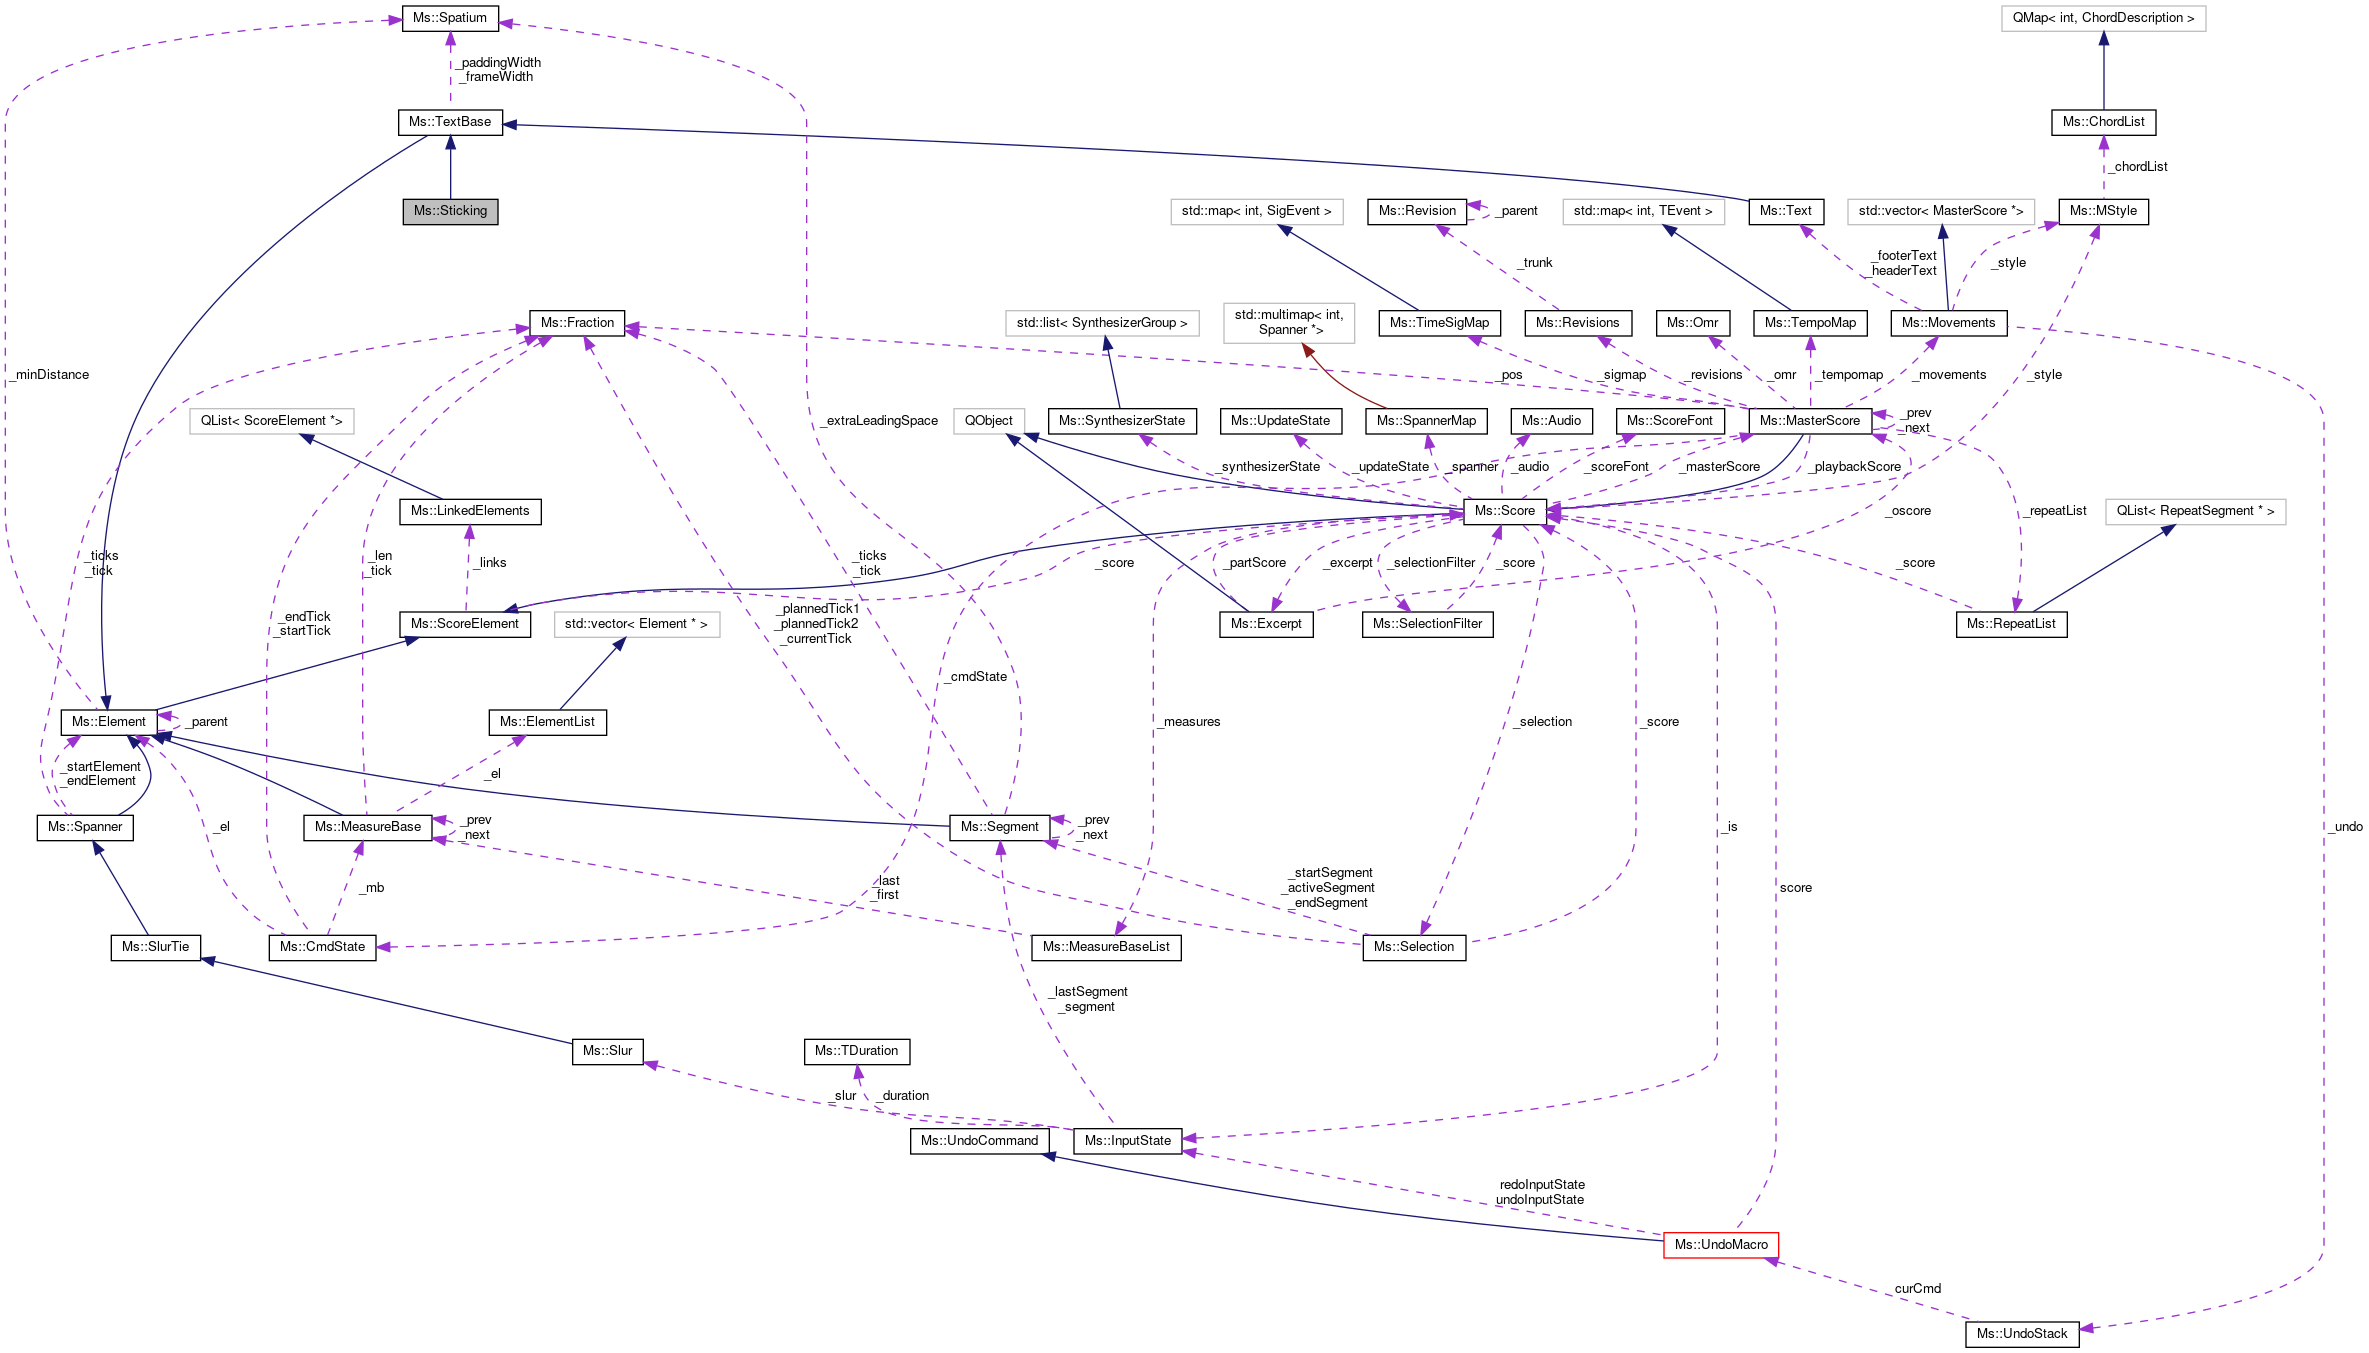 Ms::Spatium
QMap< int, ChordDescription >
_paddingWidth
_frameWidth
Ms::TextBase
Ms::ChordList
_chordList
Ms::Sticking
std::map< int, SigEvent >
Ms::Revision
_parent
std::map< int, TEvent >
Ms::Text
std::vector< MasterScore *>
Ms::MStyle
_footerText
_headerText
_style
_trunk
Ms::Fraction
std::list< SynthesizerGroup >
std::multimap< int,
Spanner *>
Ms::TimeSigMap
Ms::Revisions
Ms::Omr
Ms::TempoMap
Ms::Movements
_minDistance
_pos
_sigmap
_revisions
_omr
_tempomap
_movements
_style
QList< ScoreElement *>
_extraLeadingSpace
QObject
Ms::SynthesizerState
Ms::UpdateState
Ms::SpannerMap
Ms::Audio
Ms::ScoreFont
Ms::MasterScore
_prev
_next
_synthesizerState
_updateState
_spanner
_audio
_scoreFont
_masterScore
_playbackScore
Ms::LinkedElements
Ms::Score
_oscore
_repeatList
QList< RepeatSegment * >
_ticks
_tick
_len
_tick
_links
_ticks
_tick
_score
_partScore
_excerpt
_selectionFilter
_score
_score
_endTick
_startTick
Ms::ScoreElement
std::vector< Element * >
_plannedTick1
_plannedTick2
_currentTick
Ms::Excerpt
Ms::SelectionFilter
Ms::RepeatList
_cmdState
Ms::Element
_parent
Ms::ElementList
_measures
_selection
_score
_startElement
_endElement
_el
Ms::Spanner
_el
Ms::MeasureBase
_prev
_next
Ms::Segment
_prev
_next
_is
_undo
_mb
_last
_first
_startSegment
_activeSegment
_endSegment
score
Ms::SlurTie
Ms::CmdState
Ms::MeasureBaseList
Ms::Selection
_lastSegment
_segment
Ms::Slur
Ms::TDuration
_slur
_duration
Ms::UndoCommand
Ms::InputState
redoInputState
undoInputState
Ms::UndoMacro
curCmd
Ms::UndoStack